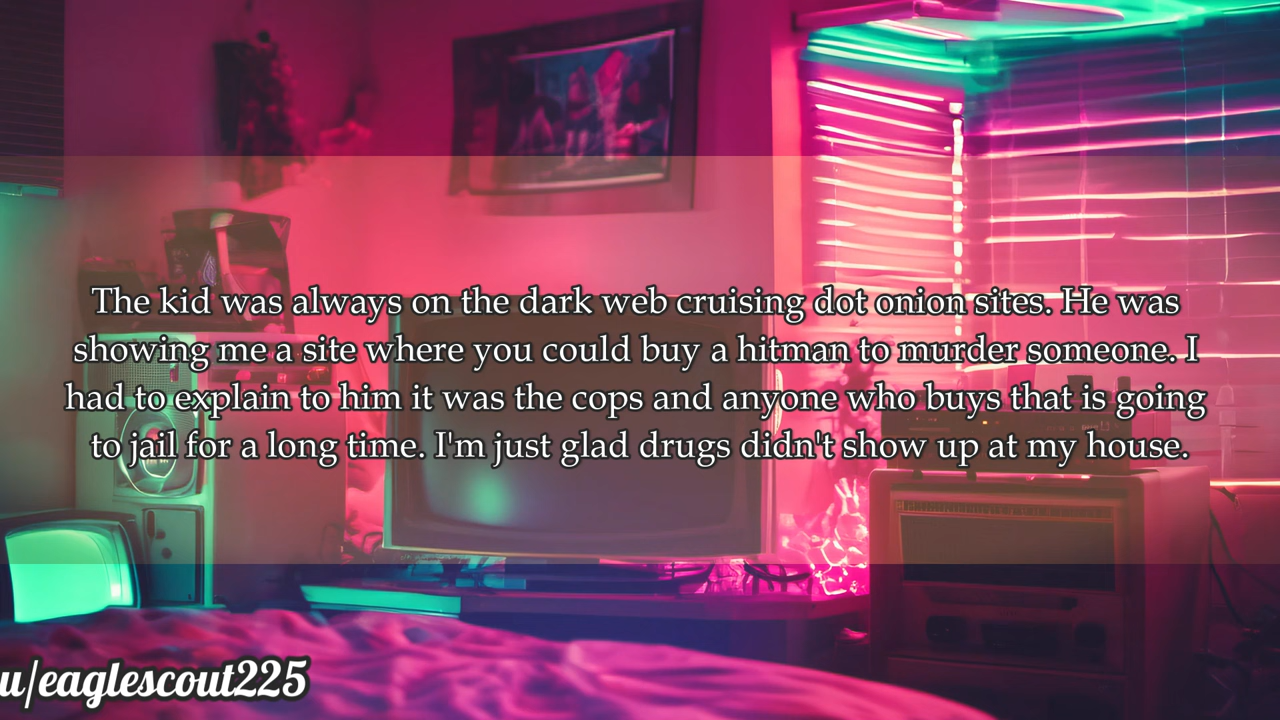 The kid was always on the dark web cruising dot onion sites. He was
showing me a site where you could buy a hitman to murder someone. I
had to explain to him it was the cops and anyone who buys that is going
to jail for a long time. I'm just glad drugs didn't show up at my house.
u/eaglescout225